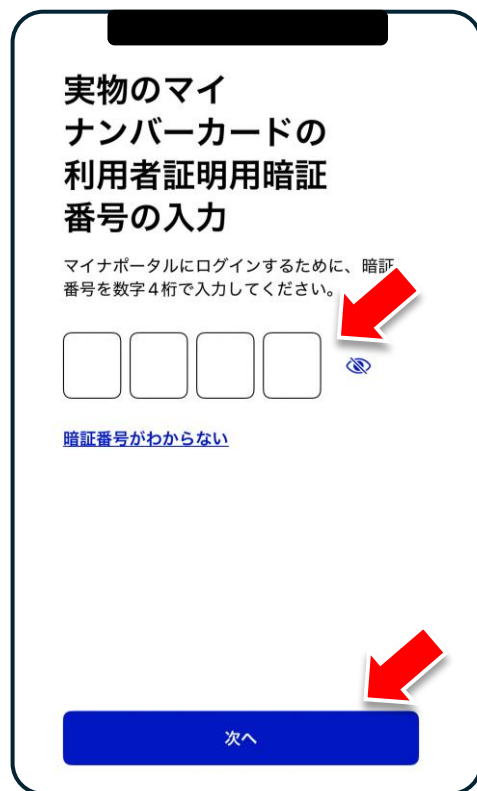 実物のマイ
ナンバーカードの
利用者証明用暗証
番号の入力
マイナポータルにログインするために、暗証
番号を数字4桁で入力してください。
暗証番号がわからない
次へ